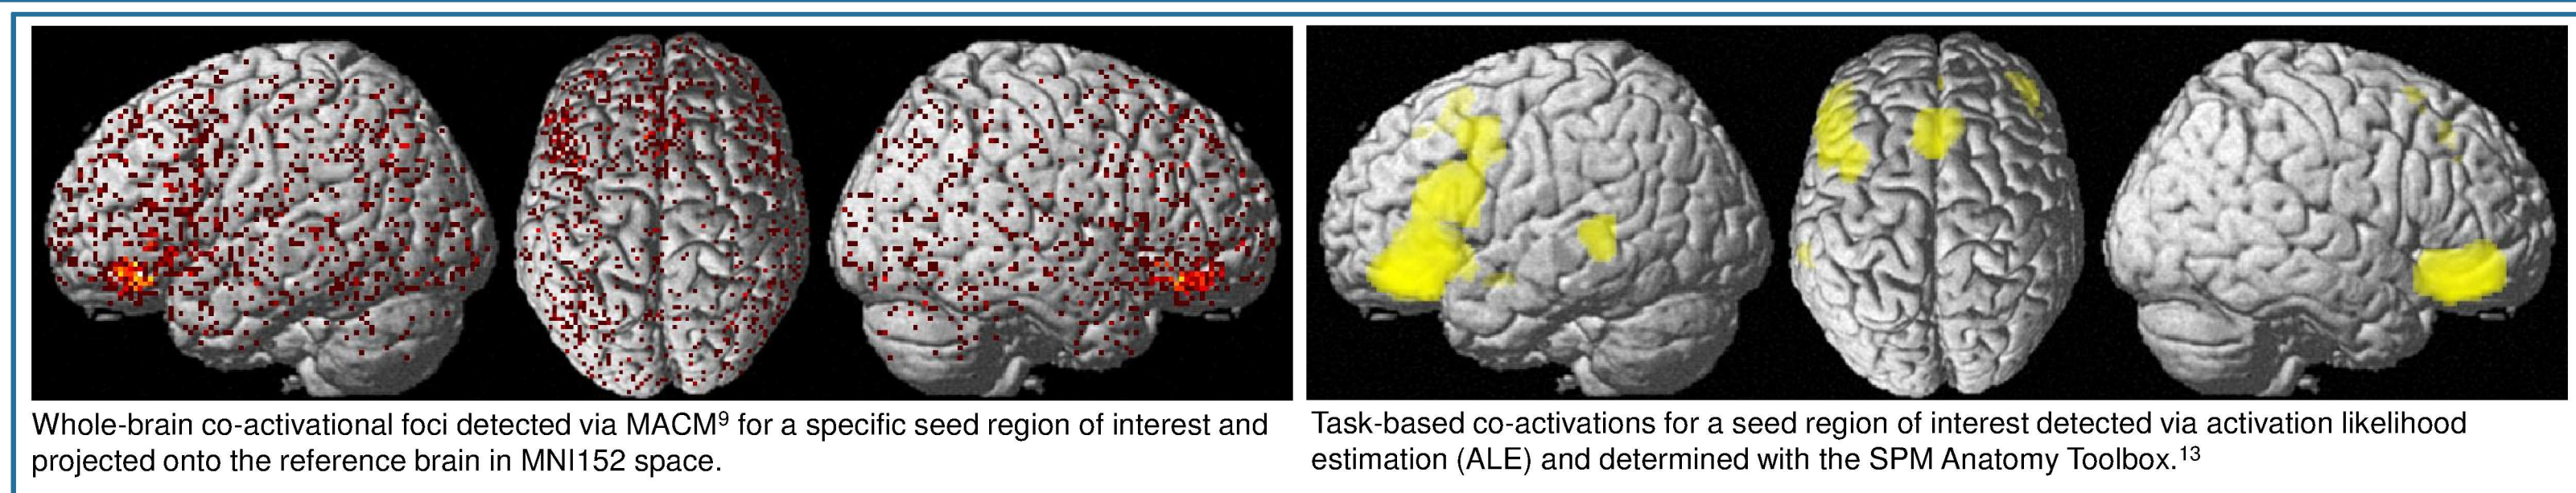 Whole-brain co-activational foci detected via MACM⁹ for a specific seed region of interest and
projected onto the reference brain in MNI152 space.
Task-based co-activations for a seed region of interest detected via activation likelihood
estimation (ALE) and determined with the SPM Anatomy Toolbox.¹³